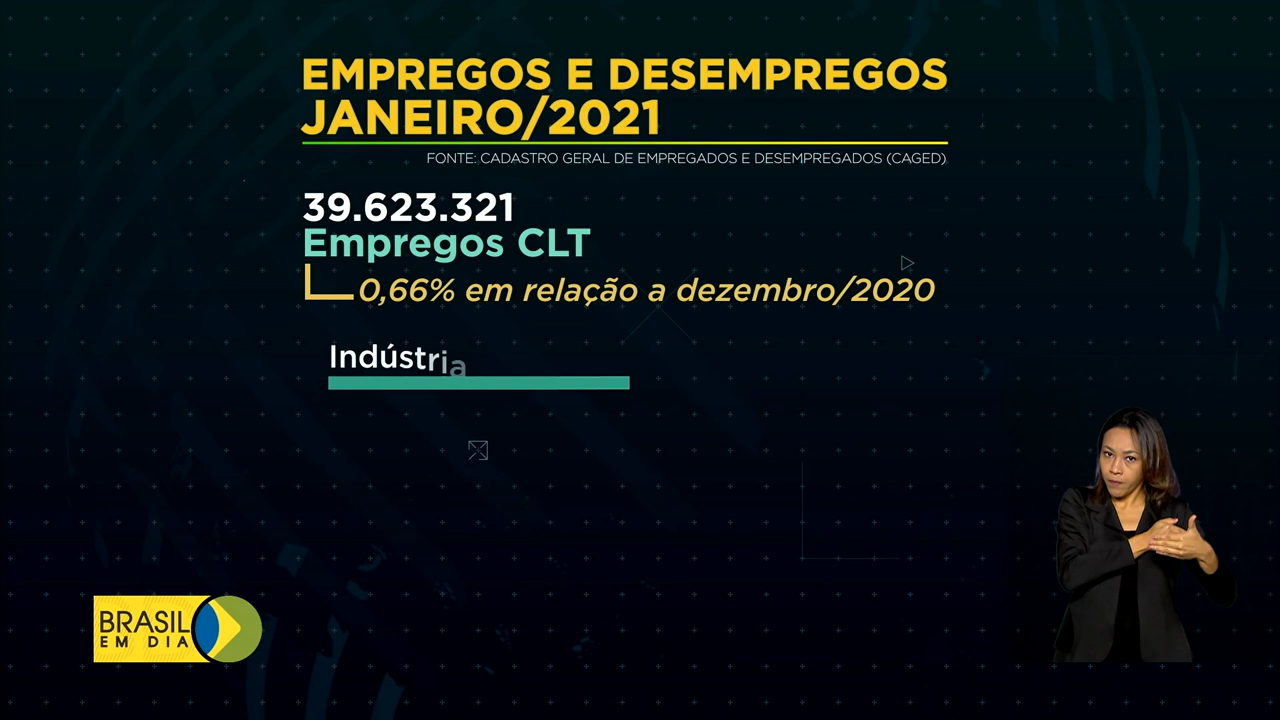 EMPREGOS E DESEMPREGOS
JANEIRO/2021
FONTE: CADASTRO GERAL DE EMPREGADOS E DESEMPREGADOS (CAGED)
39.623.321
Empregos CLT
0,66% em relação a dezembro/2020
Indústria
BRASIL
EM DIA